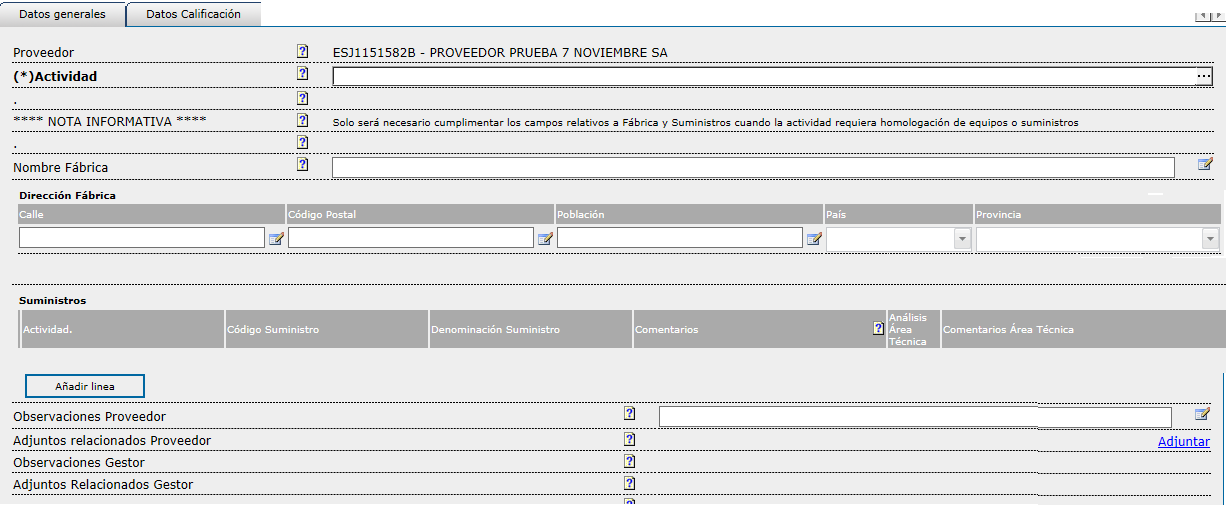 Datos generales Datos Calificación
Proveedor ESJ1151582B - PROVEEDOR PRUEBA 7 NOVIEMBRE SA
(*)Actividad ...
.
**** NOTA INFORMATIVA **** Solo será necesario cumplimentar los campos relativos a Fábrica y Suministros cuando la actividad requiera homologación de equipos o suministros
.
Nombre Fábrica
Dirección Fábrica
Calle Código Postal Población País Provincia
Suministros
Actividad. Código Suministro Denominación Suministro Comentarios Análisis Área Técnica Comentarios Área Técnica
Añadir linea
Observaciones Proveedor
Adjuntos relacionados Proveedor Adjuntar
Observaciones Gestor
Adjuntos Relacionados Gestor